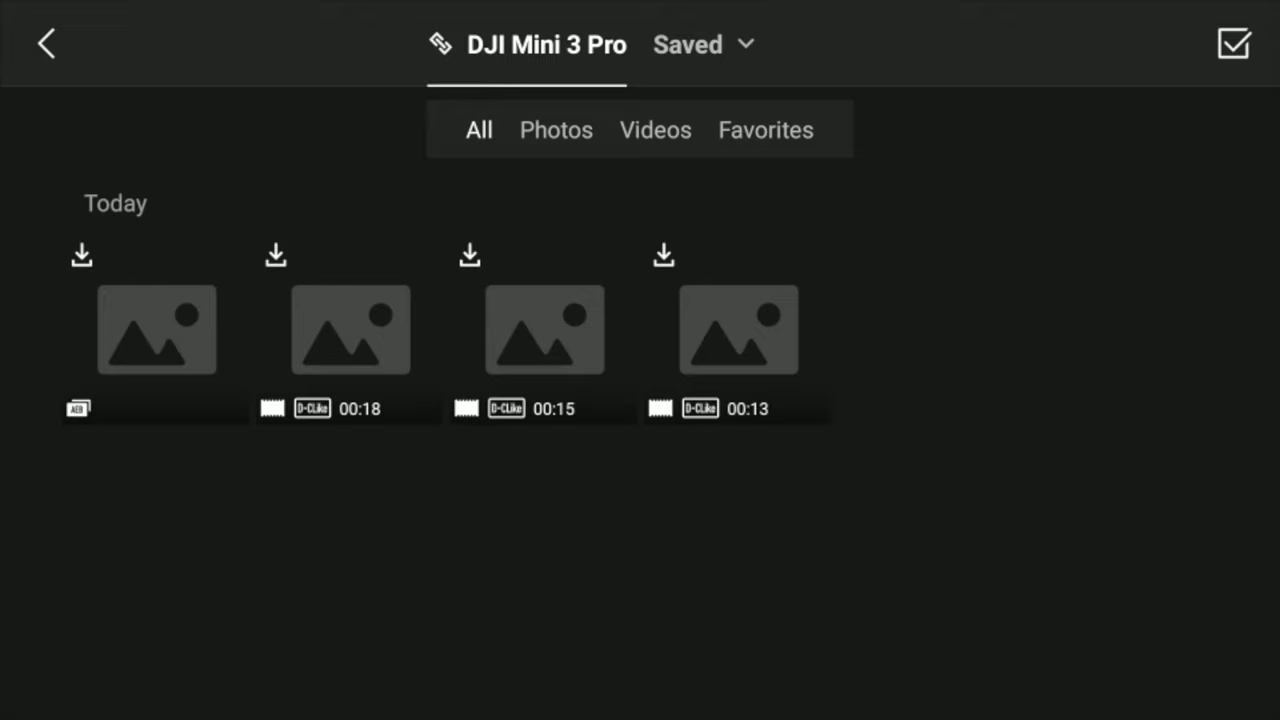 DJI Mini 3 Pro Saved
All Photos Videos Favorites
Today
AEB
D-CLike 00:18
D-CLike 00:15
D-CLike 00:13